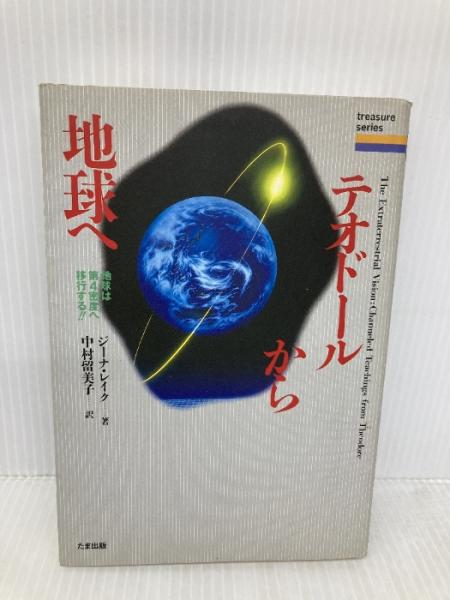 treasure
series
The Extraterrestrial Vision: Channeled Teachings from Theodore
テオドール
から
地球へ
地球は
第4密度へ
移行する!!
ジーナ・レイク 著
中村留美子 訳
たま出版